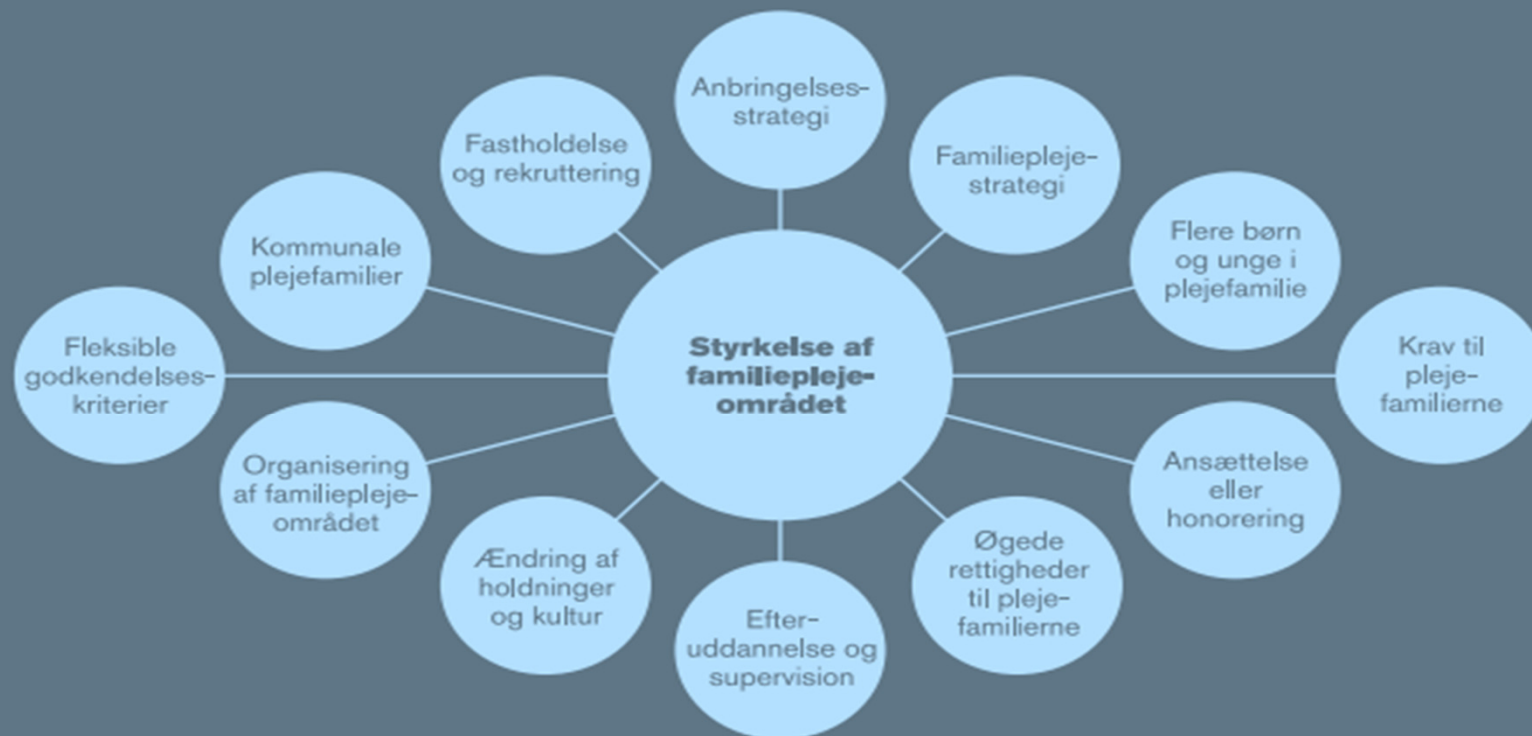 Anbringelses-
strategi
Fastholdelse
og rekruttering
Familiepleje-
strategi
Kommunale
plejefamilier
Flere børn
og unge i
plejefamilie
Fleksible
godkendelses-
kriterier
Styrkelse af
familiepleje-
området
Krav til
pleje-
familierne
Organisering
af familiepleje-
området
Ansættelse
eller
honorering
Ændring af
holdninger
og kultur
Øgede
rettigheder
til pleje-
familierne
Efter-
uddannelse og
supervision